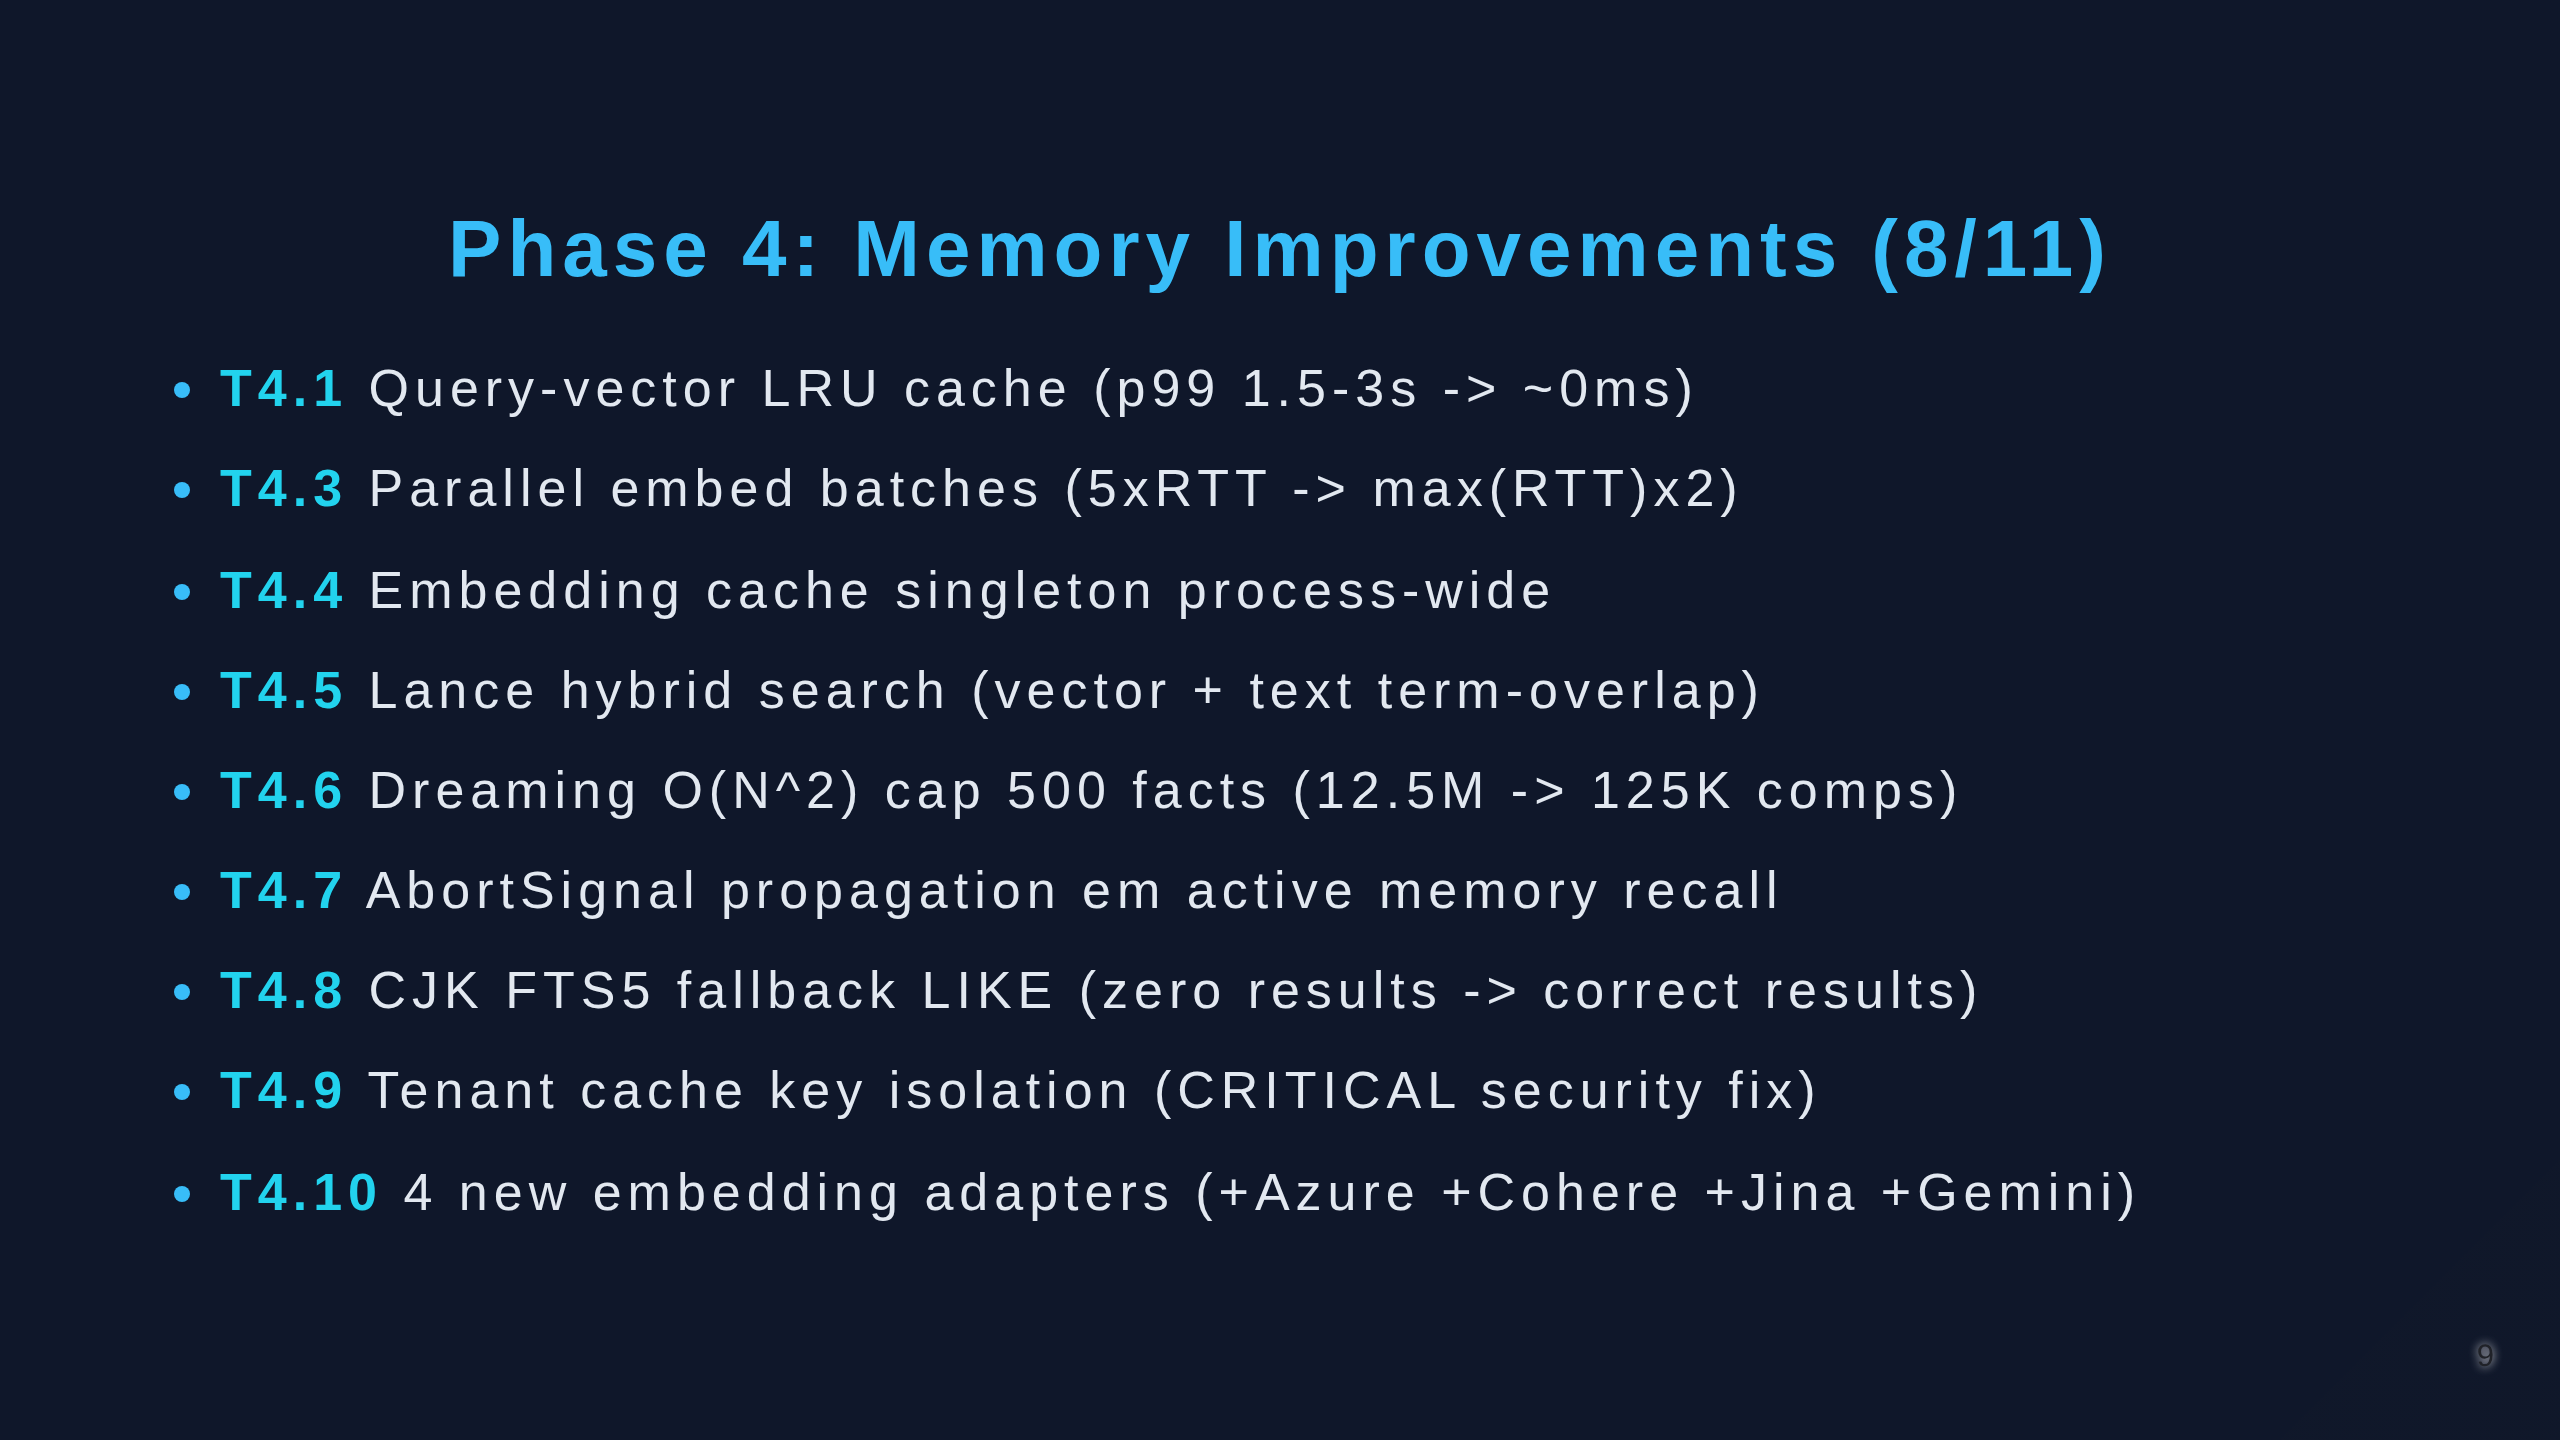 Phase 4: Memory Improvements (8/11)
• T4.1 Query-vector LRU cache (p99 1.5-3s -> ~0ms)
• T4.3 Parallel embed batches (5xRTT -> max(RTT)x2)
• T4.4 Embedding cache singleton process-wide
• T4.5 Lance hybrid search (vector + text term-overlap)
• T4.6 Dreaming O(N^2) cap 500 facts (12.5M -> 125K comps)
• T4.7 AbortSignal propagation em active memory recall
• T4.8 CJK FTS5 fallback LIKE (zero results -> correct results)
• T4.9 Tenant cache key isolation (CRITICAL security fix)
• T4.10 4 new embedding adapters (+Azure +Cohere +Jina +Gemini)
9